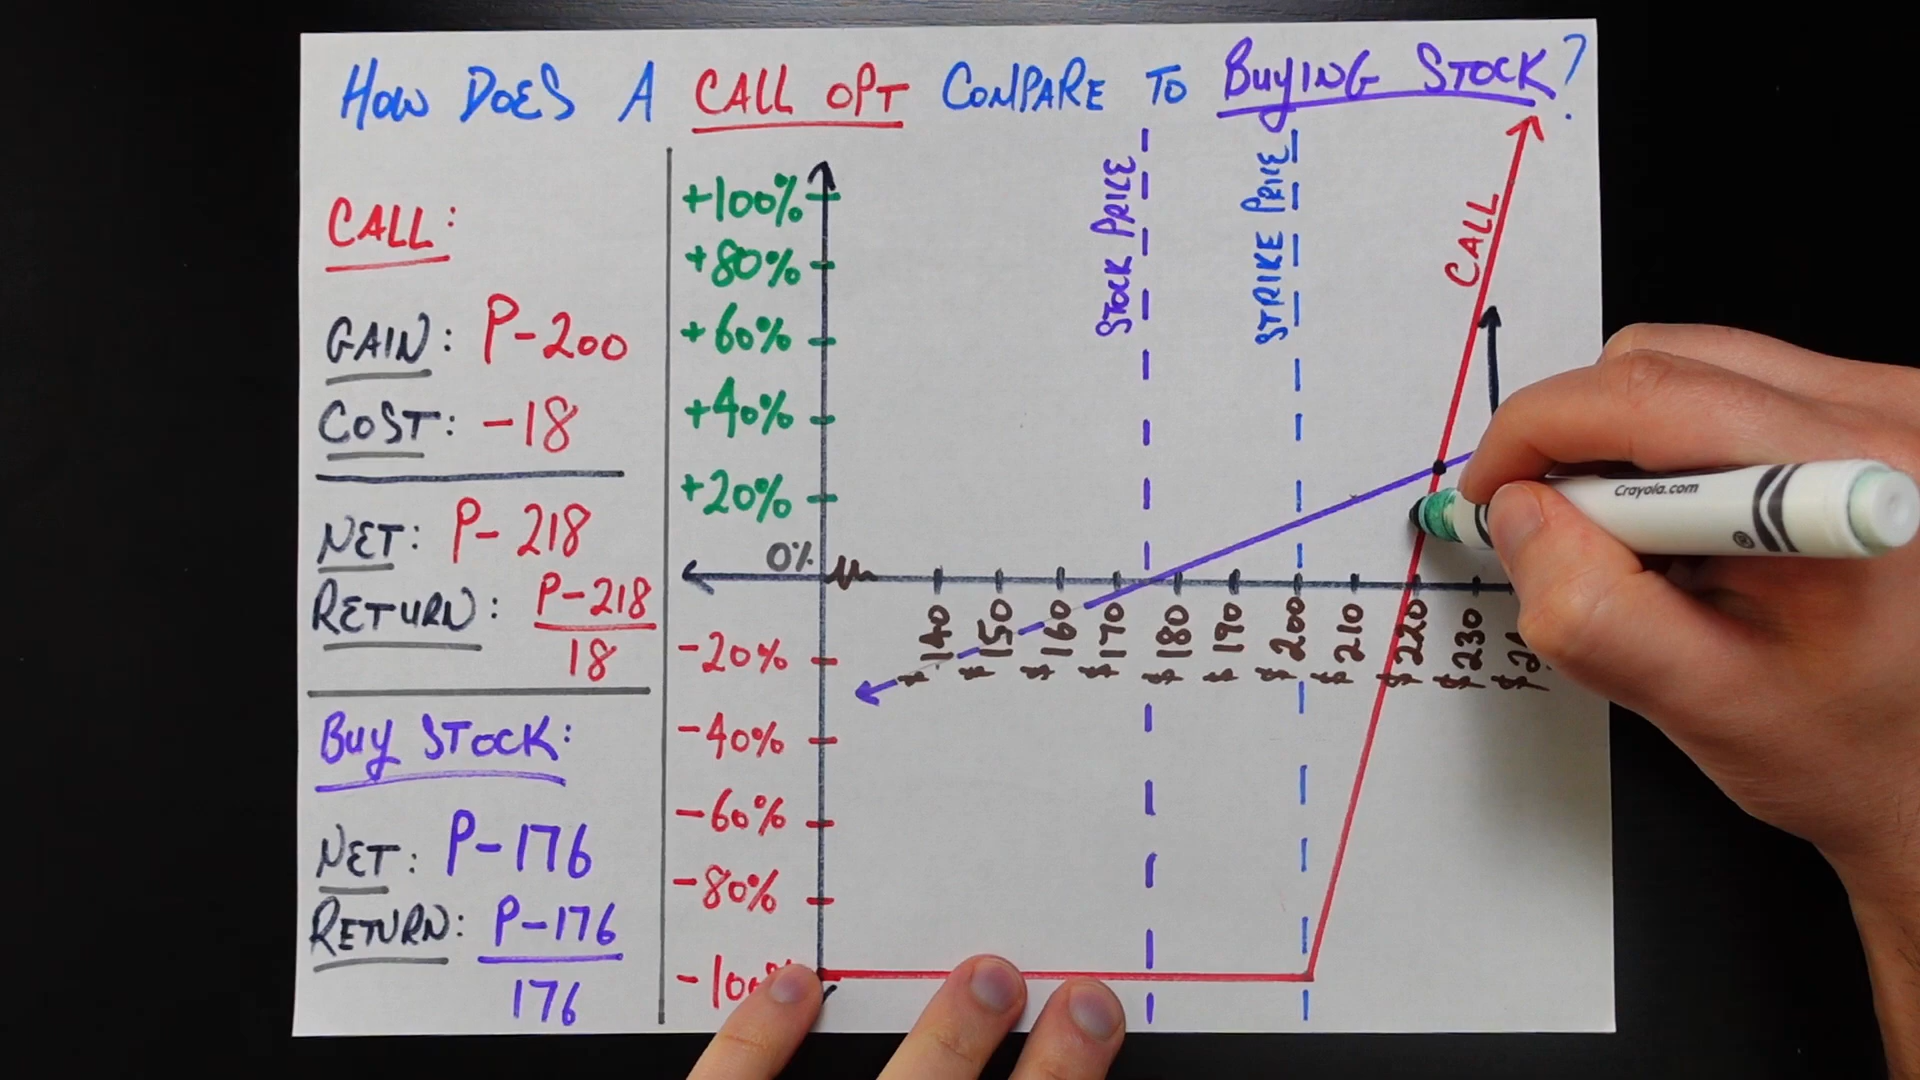 HOW DOES A CALL OPT COMPARE TO BUYING STOCK?
CALL:
GAIN: P-200
COST: -18
NET: P-218
RETURN: P-218
18
BUY STOCK:
NET: P-176
RETURN: P-176
176
+100%
+80%
+60%
+40%
+20%
0%
-20%
-40%
-60%
-80%
STOCK PRICE
STRIKE PRICE
CALL
$140
$150
$160
$170
$180
$190
$200
$210
$220
$230
Crayola.com